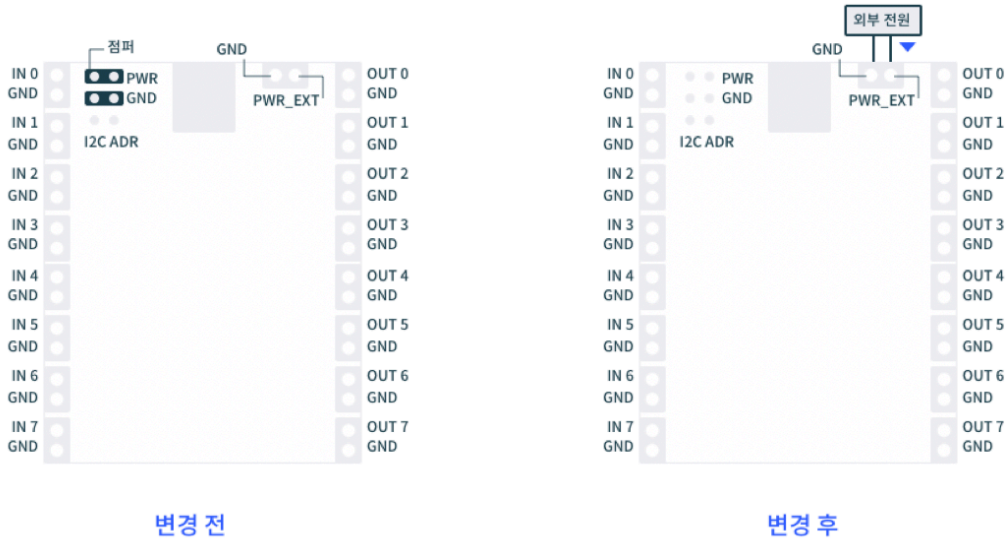 점퍼
GND
IN 0
PWR
OUT 0
GND
GND
PWR_EXT
GND
IN 1
OUT 1
GND
I2C ADR
GND
IN 2
OUT 2
GND
GND
IN 3
OUT 3
GND
GND
IN 4
OUT 4
GND
GND
IN 5
OUT 5
GND
GND
IN 6
OUT 6
GND
GND
IN 7
OUT 7
GND
GND
변경 전
외부 전원
GND
IN 0
PWR
OUT 0
GND
GND
PWR_EXT
GND
IN 1
OUT 1
GND
I2C ADR
GND
IN 2
OUT 2
GND
GND
IN 3
OUT 3
GND
GND
IN 4
OUT 4
GND
GND
IN 5
OUT 5
GND
GND
IN 6
OUT 6
GND
GND
IN 7
OUT 7
GND
GND
변경 후